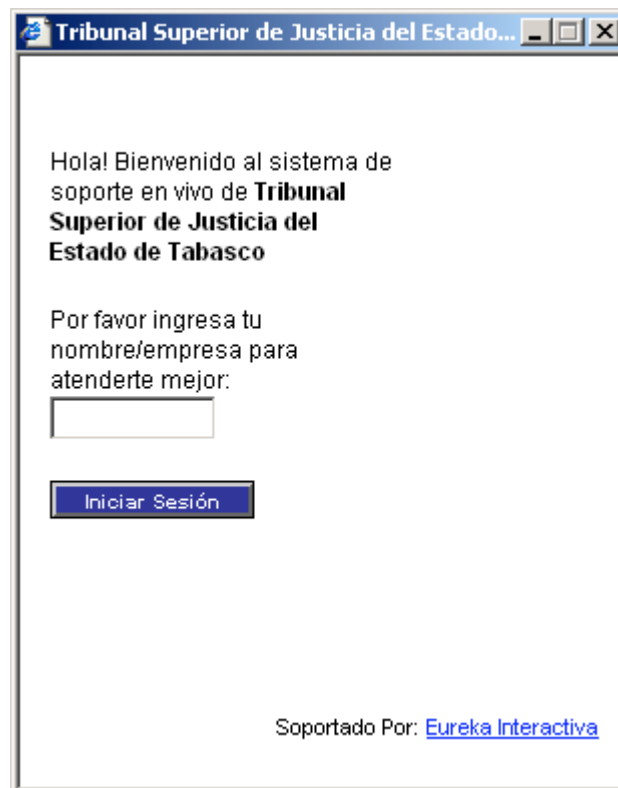 Tribunal Superior de Justicia del Estado...
Hola! Bienvenido al sistema de
soporte en vivo de Tribunal
Superior de Justicia del
Estado de Tabasco
Por favor ingresa tu
nombre/empresa para
atenderte mejor:
Iniciar Sesión
Soportado Por: Eureka Interactiva